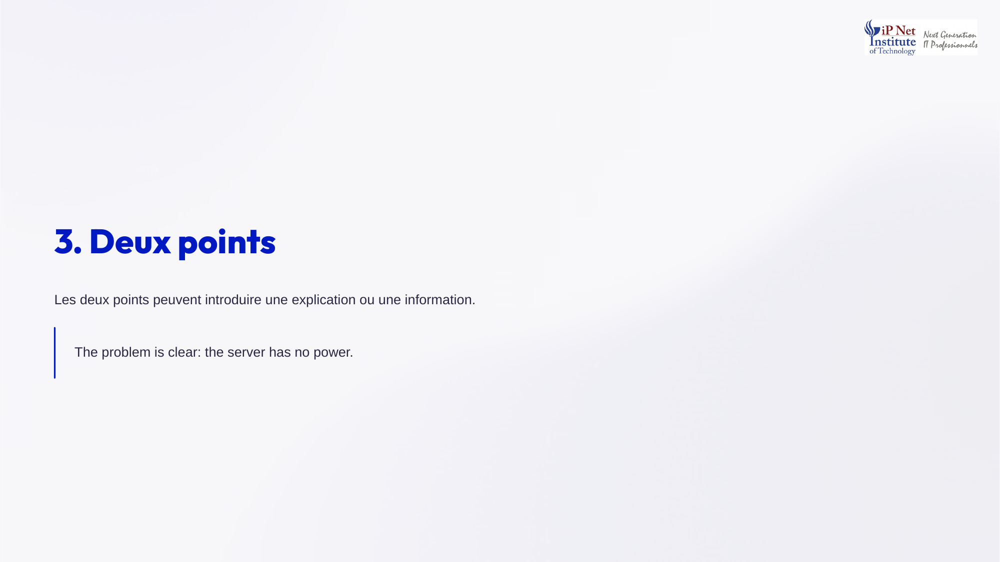 iP Net
Institute
of Technology
Next Generation
IT Professionnels
3. Deux points
Les deux points peuvent introduire une explication ou une information.
The problem is clear: the server has no power.